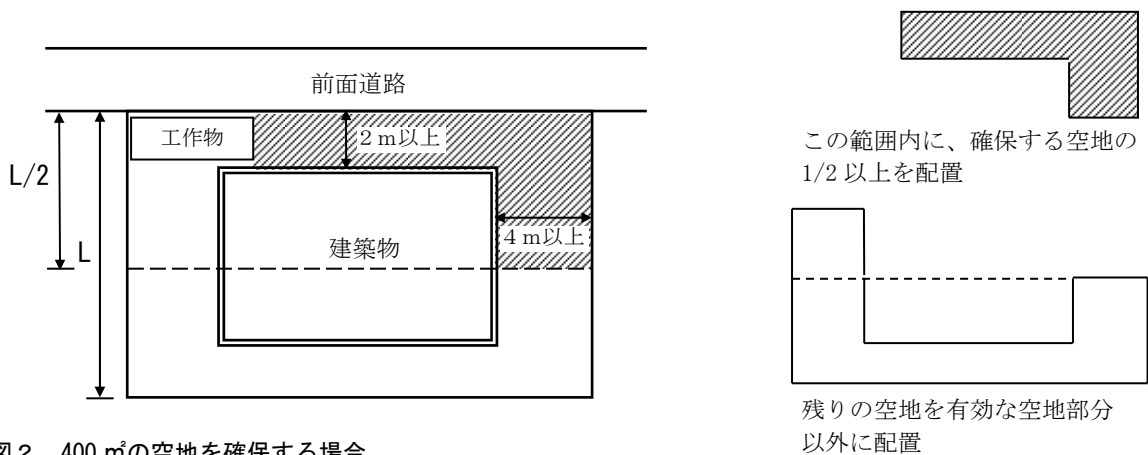 前面道路
工作物
2m以上
L/2
L
建築物
4m以上
この範囲内に、確保する空地の
1/2 以上を配置
残りの空地を有効な空地部分
以外に配置
図2 400 ㎡の空地を確保する場合